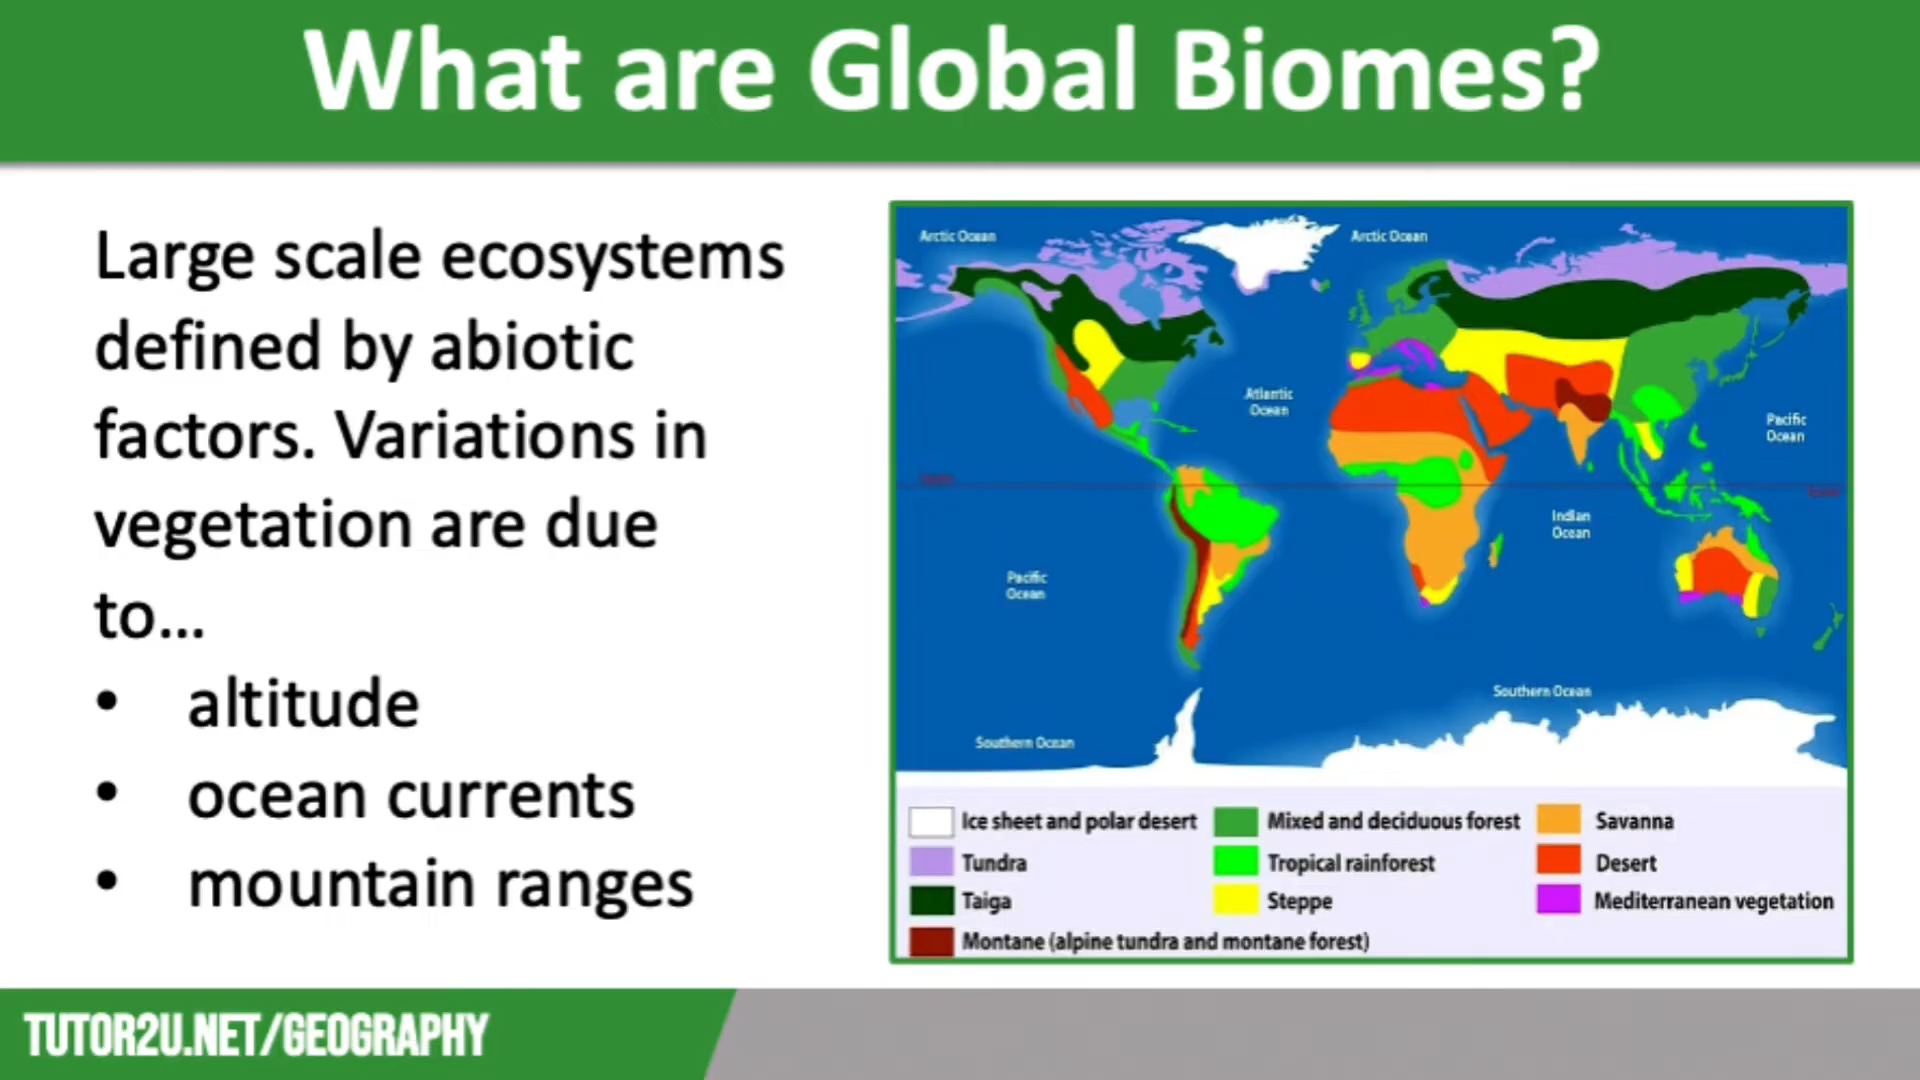 What are Global Biomes?
Large scale ecosystems
defined by abiotic
factors. Variations in
vegetation are due
to...
• altitude
• ocean currents
• mountain ranges
Arctic Ocean
Arctic Ocean
Atlantic
Ocean
Pacific
Ocean
Indian
Ocean
Pacific
Ocean
Southern Ocean
Southern Ocean
Ice sheet and polar desert
Tundra
Taiga
Montane (alpine tundra and montane forest)
Mixed and deciduous forest
Tropical rainforest
Steppe
Savanna
Desert
Mediterranean vegetation
TUTOR2U.NET/GEOGRAPHY